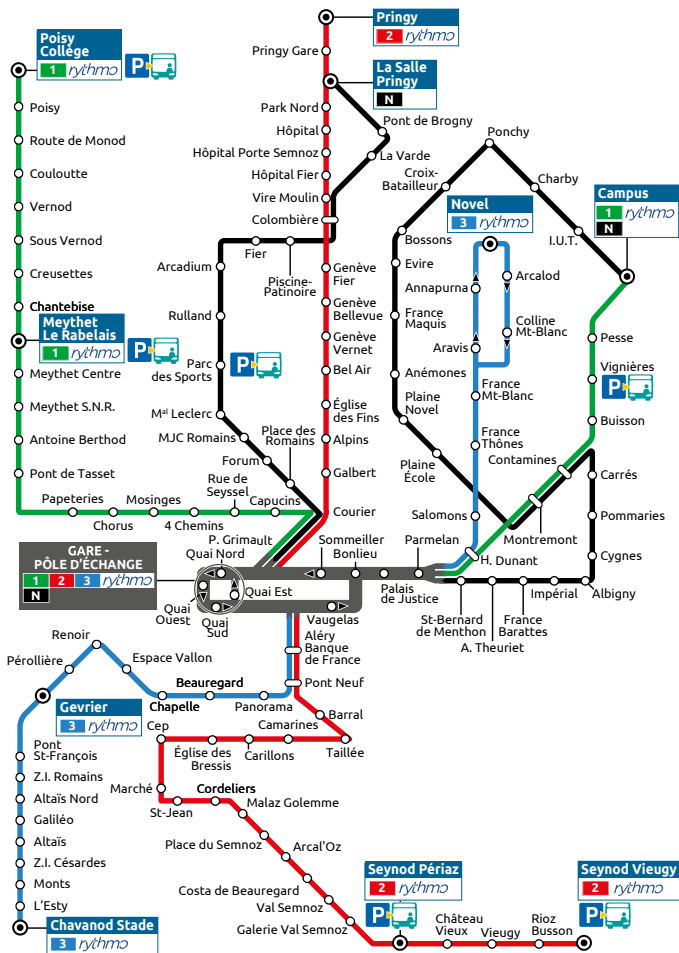 Pringy
2 rythmo
Pringy Gare
La Salle
Pringy
N
Poisy
Collège
1 rythmo
P
Poisy
Route de Monod
Couloutte
Vernod
Sous Vernod
Creusettes
Chantebise
Meythet
Le Rabelais
1 rythmo
P
Meythet Centre
Meythet S.N.R.
Antoine Berthod
Pont de Tasset
Papeteries
Chorus
Mosinges
4 Chemins
Rue de
Seyssel
Capucins
Park Nord
Hôpital
Hôpital Porte Semnoz
Hôpital Fier
Vire Moulin
Colombière
Pont de Brogny
La Varde
Fier
Piscine-
Patinoire
Arcadium
Rulland
Parc
des Sports
P
Mal Leclerc
MJC Romains
Forum
Place des
Romains
Genève
Fier
Genève
Bellevue
Genève
Vernet
Bel Air
Église
des Fins
Alpins
Galbert
Courier
Ponchy
Croix-
Batailleur
Charby
I.U.T.
Campus
1 rythmo
N
Novel
3 rythmo
Bossons
Evire
Annapurna
Arcalod
France
Maquis
Colline
Mt-Blanc
Aravis
Anémones
France
Mt-Blanc
Plaine
Novel
France
Thônes
Plaine
École
Salomons
Pesse
Vignières
P
Buisson
Contamines
Carrés
Pommaries
Montremont
Cygnes
H. Dunant
Albigny
Impérial
France
Barattes
A. Theuriet
St-Bernard
de Menthon
GARE -
PÔLE D'ÉCHANGE
1 2 3 rythmo
N
P. Grimault
Quai Nord
Quai Est
Quai
Ouest
Quai
Sud
Sommeiller
Bonlieu
Parmelan
Palais
de Justice
Vaugelas
Aléry
Banque
de France
Pont Neuf
Renoir
Pérollière
Espace Vallon
Beauregard
Chapelle
Panorama
Gevrier
3 rythmo
Pont
St-François
Z.I. Romains
Altaïs Nord
Galiléo
Altaïs
Z.I. Césardes
Monts
L'Esty
Chavanod Stade
3 rythmo
Barral
Taillée
Camarines
Carillons
Église des
Bressis
Cep
Marché
St-Jean
Cordeliers
Malaz Golemme
Place du Semnoz
Arcal'Oz
Costa de Beauregard
Val Semnoz
Galerie Val Semnoz
Seynod Périaz
2 rythmo
P
Château
Vieux
Vieugy
Rioz
Busson
Seynod Vieugy
2 rythmo
P